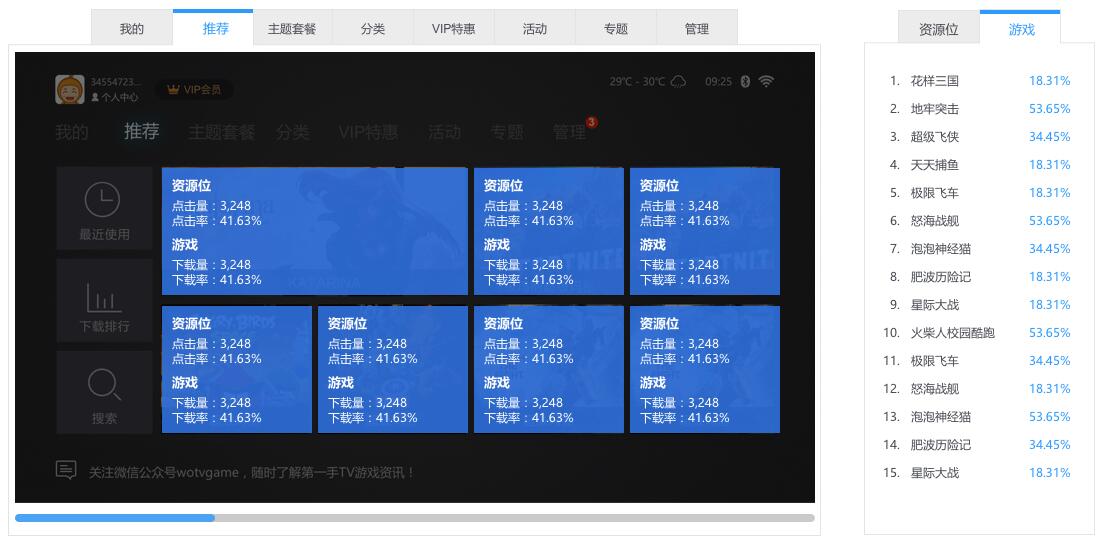 我的 推荐 主题套餐 分类 VIP特惠 活动 专题 管理
34554723...
个人中心
VIP会员
29℃ - 30℃ 09:25
我的 推荐 主题套餐 分类 VIP特惠 活动 专题 管理 3
最近使用
下载排行
搜索
资源位
点击量：3,248
点击率：41.63%
游戏
下载量：3,248
下载率：41.63%
资源位
点击量：3,248
点击率：41.63%
游戏
下载量：3,248
下载率：41.63%
资源位
点击量：3,248
点击率：41.63%
游戏
下载量：3,248
下载率：41.63%
资源位
点击量：3,248
点击率：41.63%
游戏
下载量：3,248
下载率：41.63%
资源位
点击量：3,248
点击率：41.63%
游戏
下载量：3,248
下载率：41.63%
资源位
点击量：3,248
点击率：41.63%
游戏
下载量：3,248
下载率：41.63%
资源位
点击量：3,248
点击率：41.63%
游戏
下载量：3,248
下载率：41.63%
关注微信公众号wotvgame，随时了解第一手TV游戏资讯！
资源位 游戏
1. 花样三国 18.31%
2. 地牢突击 53.65%
3. 超级飞侠 34.45%
4. 天天捕鱼 18.31%
5. 极限飞车 18.31%
6. 怒海战舰 53.65%
7. 泡泡神经猫 34.45%
8. 肥波历险记 18.31%
9. 星际大战 18.31%
10. 火柴人校园酷跑 53.65%
11. 极限飞车 34.45%
12. 怒海战舰 18.31%
13. 泡泡神经猫 53.65%
14. 肥波历险记 34.45%
15. 星际大战 18.31%